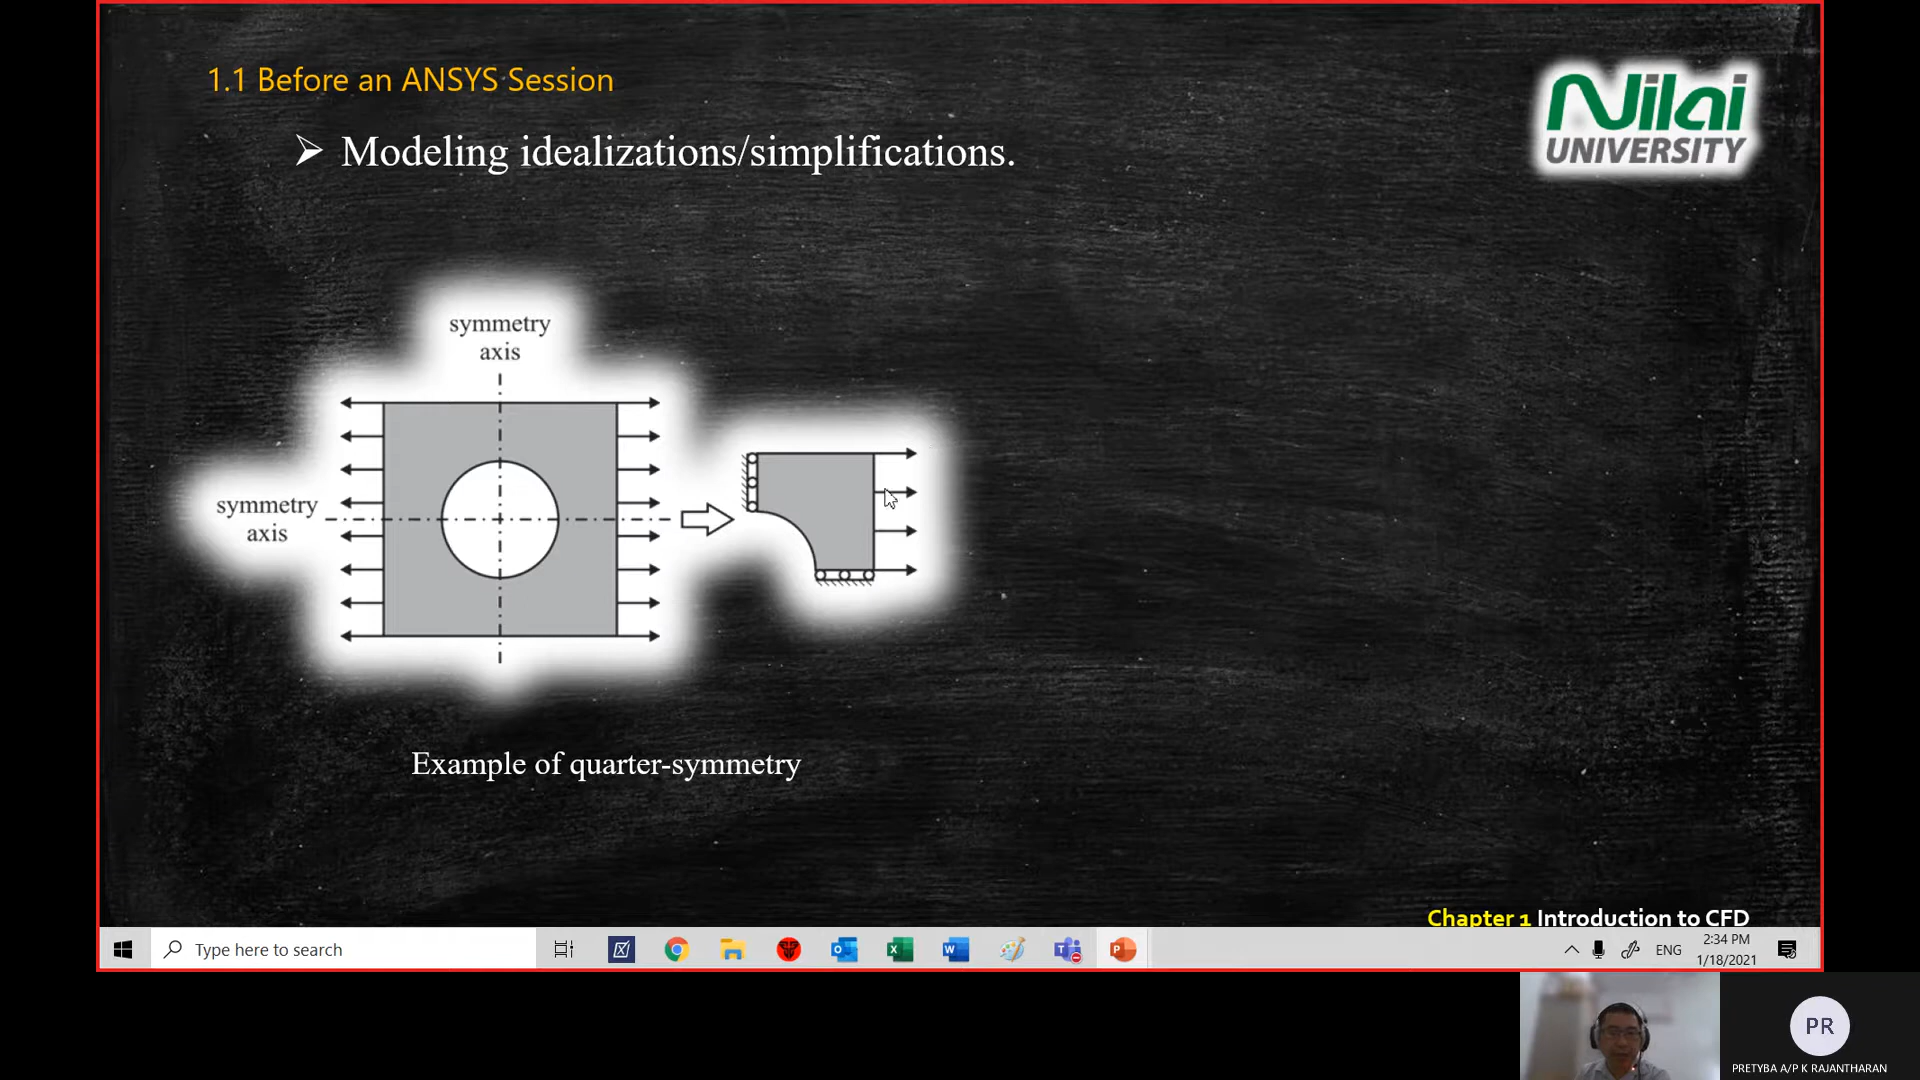 1.1 Before an ANSYS Session
Nilai
UNIVERSITY
➢ Modeling idealizations/simplifications.
symmetry
axis
symmetry
axis
Example of quarter-symmetry
Chapter 1 Introduction to CFD
Type here to search
ENG
2:34 PM
1/18/2021
PR
PRETYBA A/P K RAJANTHARAN